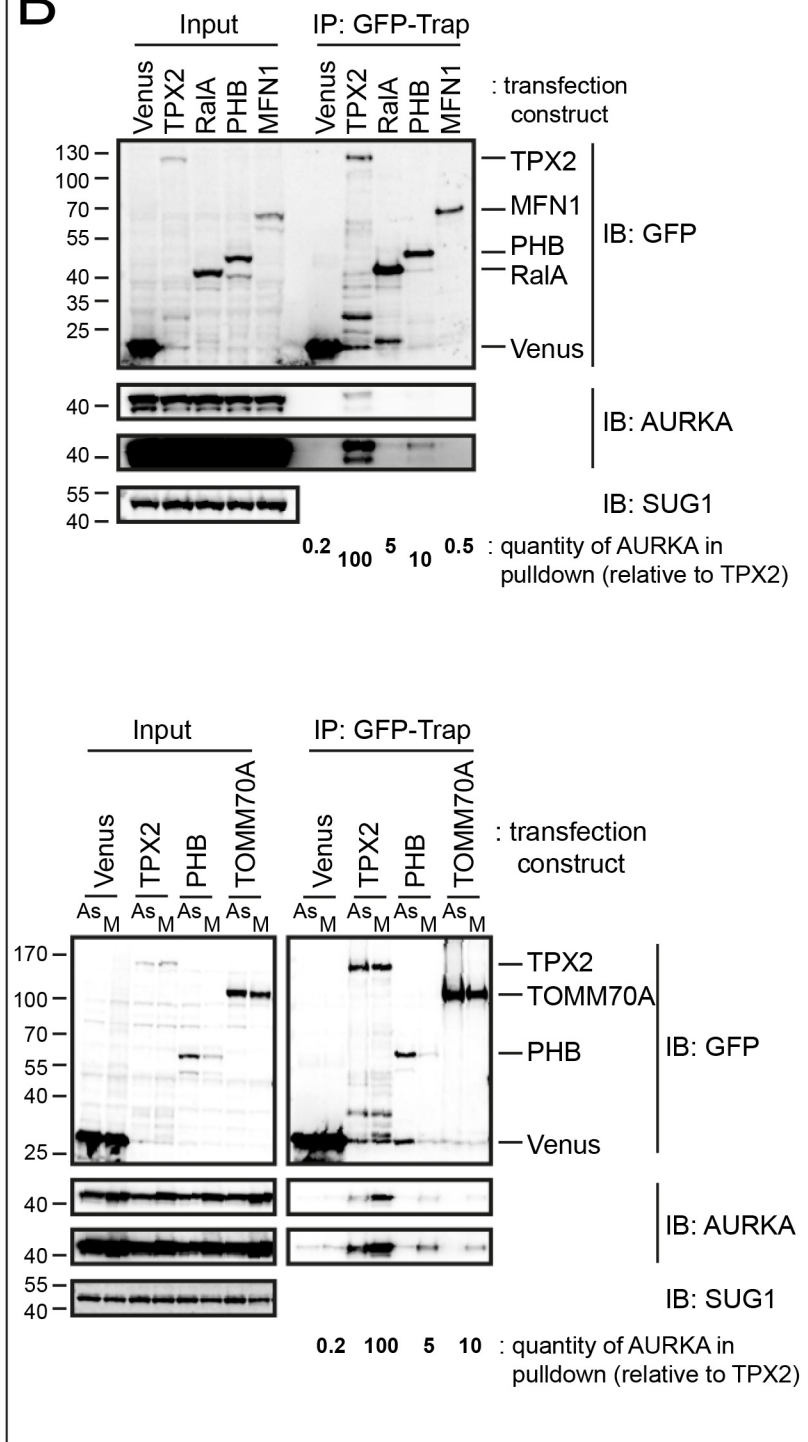 B
Input IP: GFP-Trap
Venus TPX2 RalA PHB MFN1 Venus TPX2 RalA PHB MFN1
: transfection
construct
130
100
70
55
40
35
25
TPX2
MFN1
PHB
RalA
Venus
IB: GFP
40
40
IB: AURKA
55
40
IB: SUG1
0.2 100 5 10 0.5 : quantity of AURKA in
pulldown (relative to TPX2)
Input IP: GFP-Trap
Venus TPX2 PHB TOMM70A Venus TPX2 PHB TOMM70A
: transfection
construct
As M As M As M As M As M As M As M As M
170
100
70
55
40
25
TPX2
TOMM70A
PHB
Venus
IB: GFP
40
40
IB: AURKA
55
40
IB: SUG1
0.2 100 5 10 : quantity of AURKA in
pulldown (relative to TPX2)